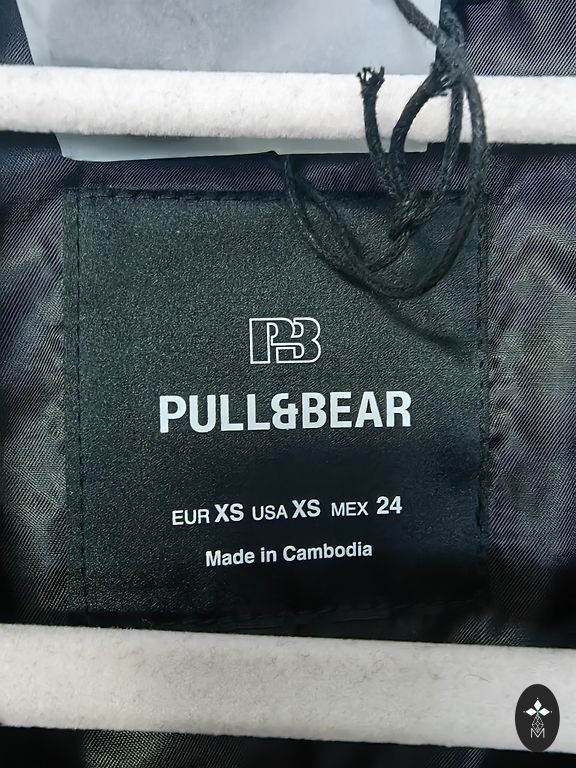 PB
PULL&BEAR
EUR XS USA XS MEX 24
Made in Cambodia
M